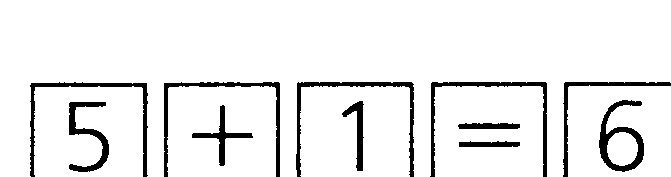 5 + 1 = 6